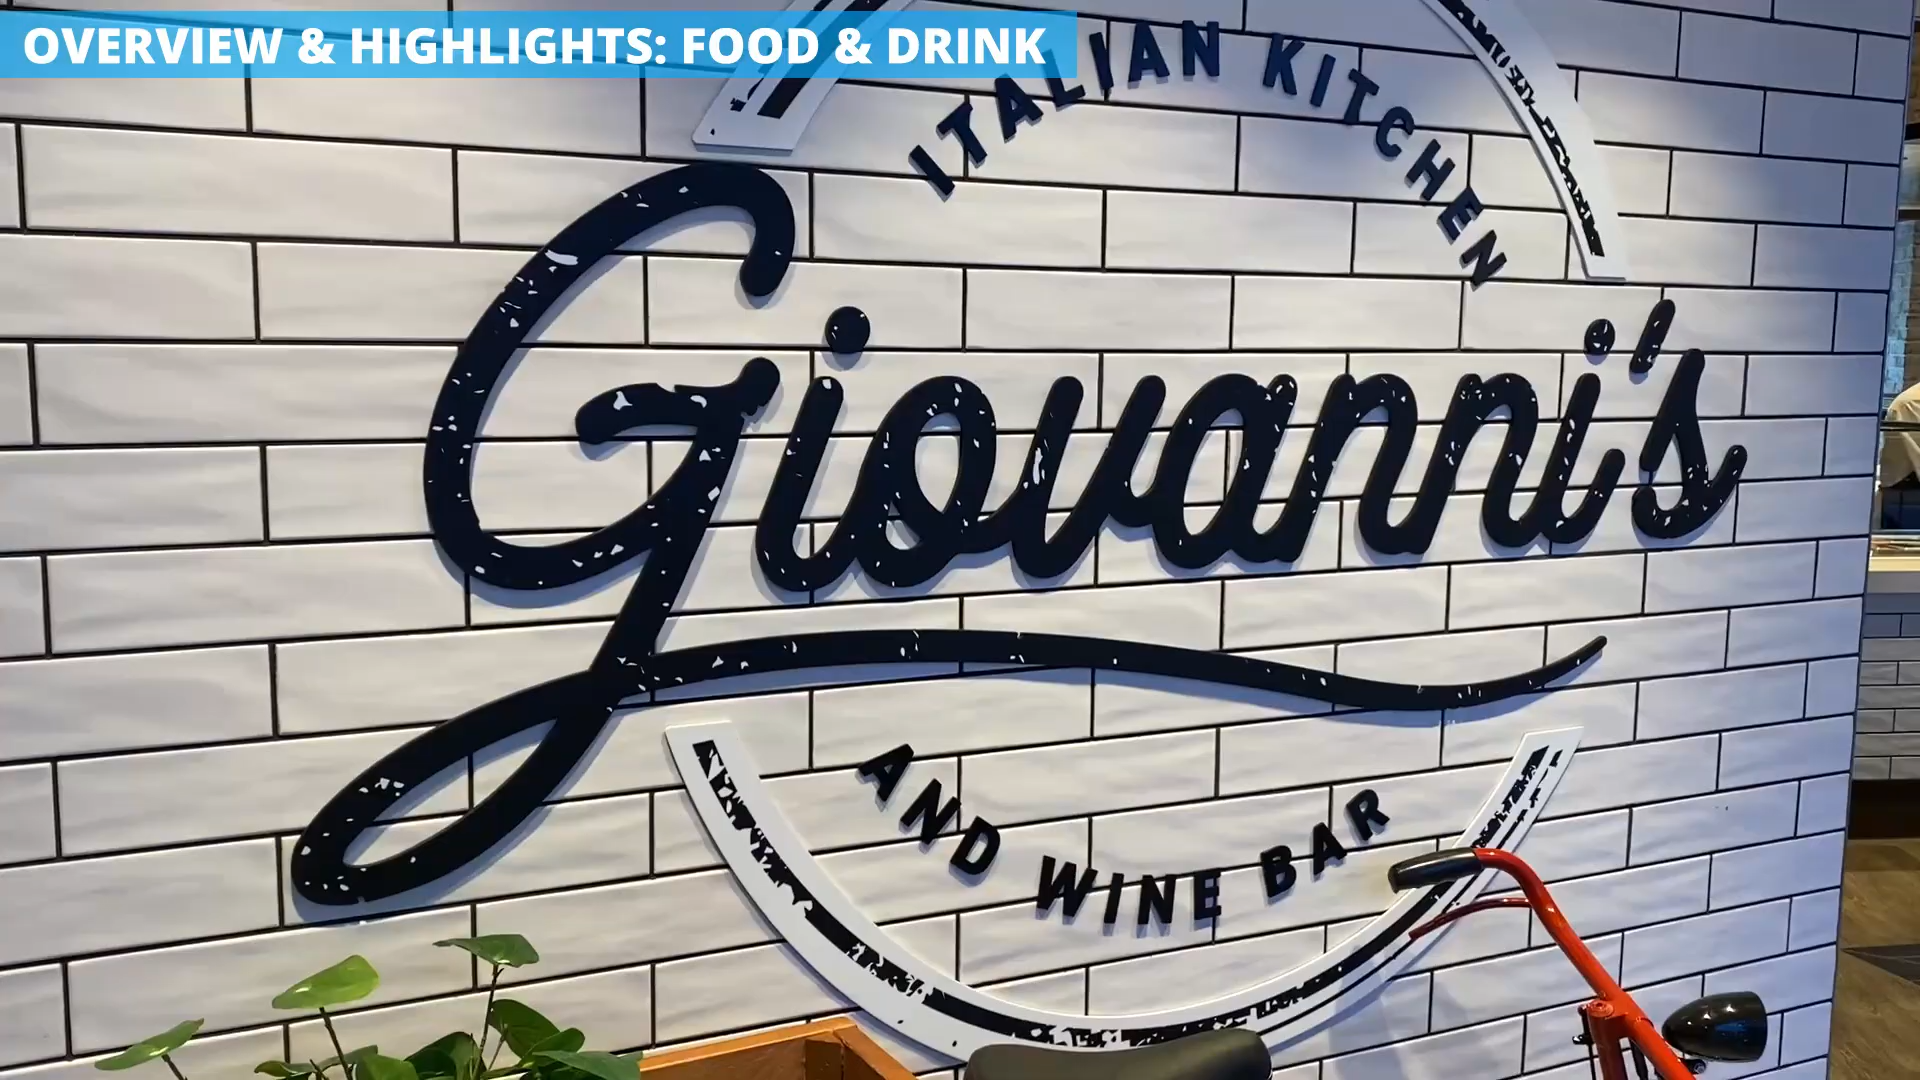 OVERVIEW & HIGHLIGHTS: FOOD & DRINK
ITALIAN KITCHEN
Giovanni's
AND WINE BAR